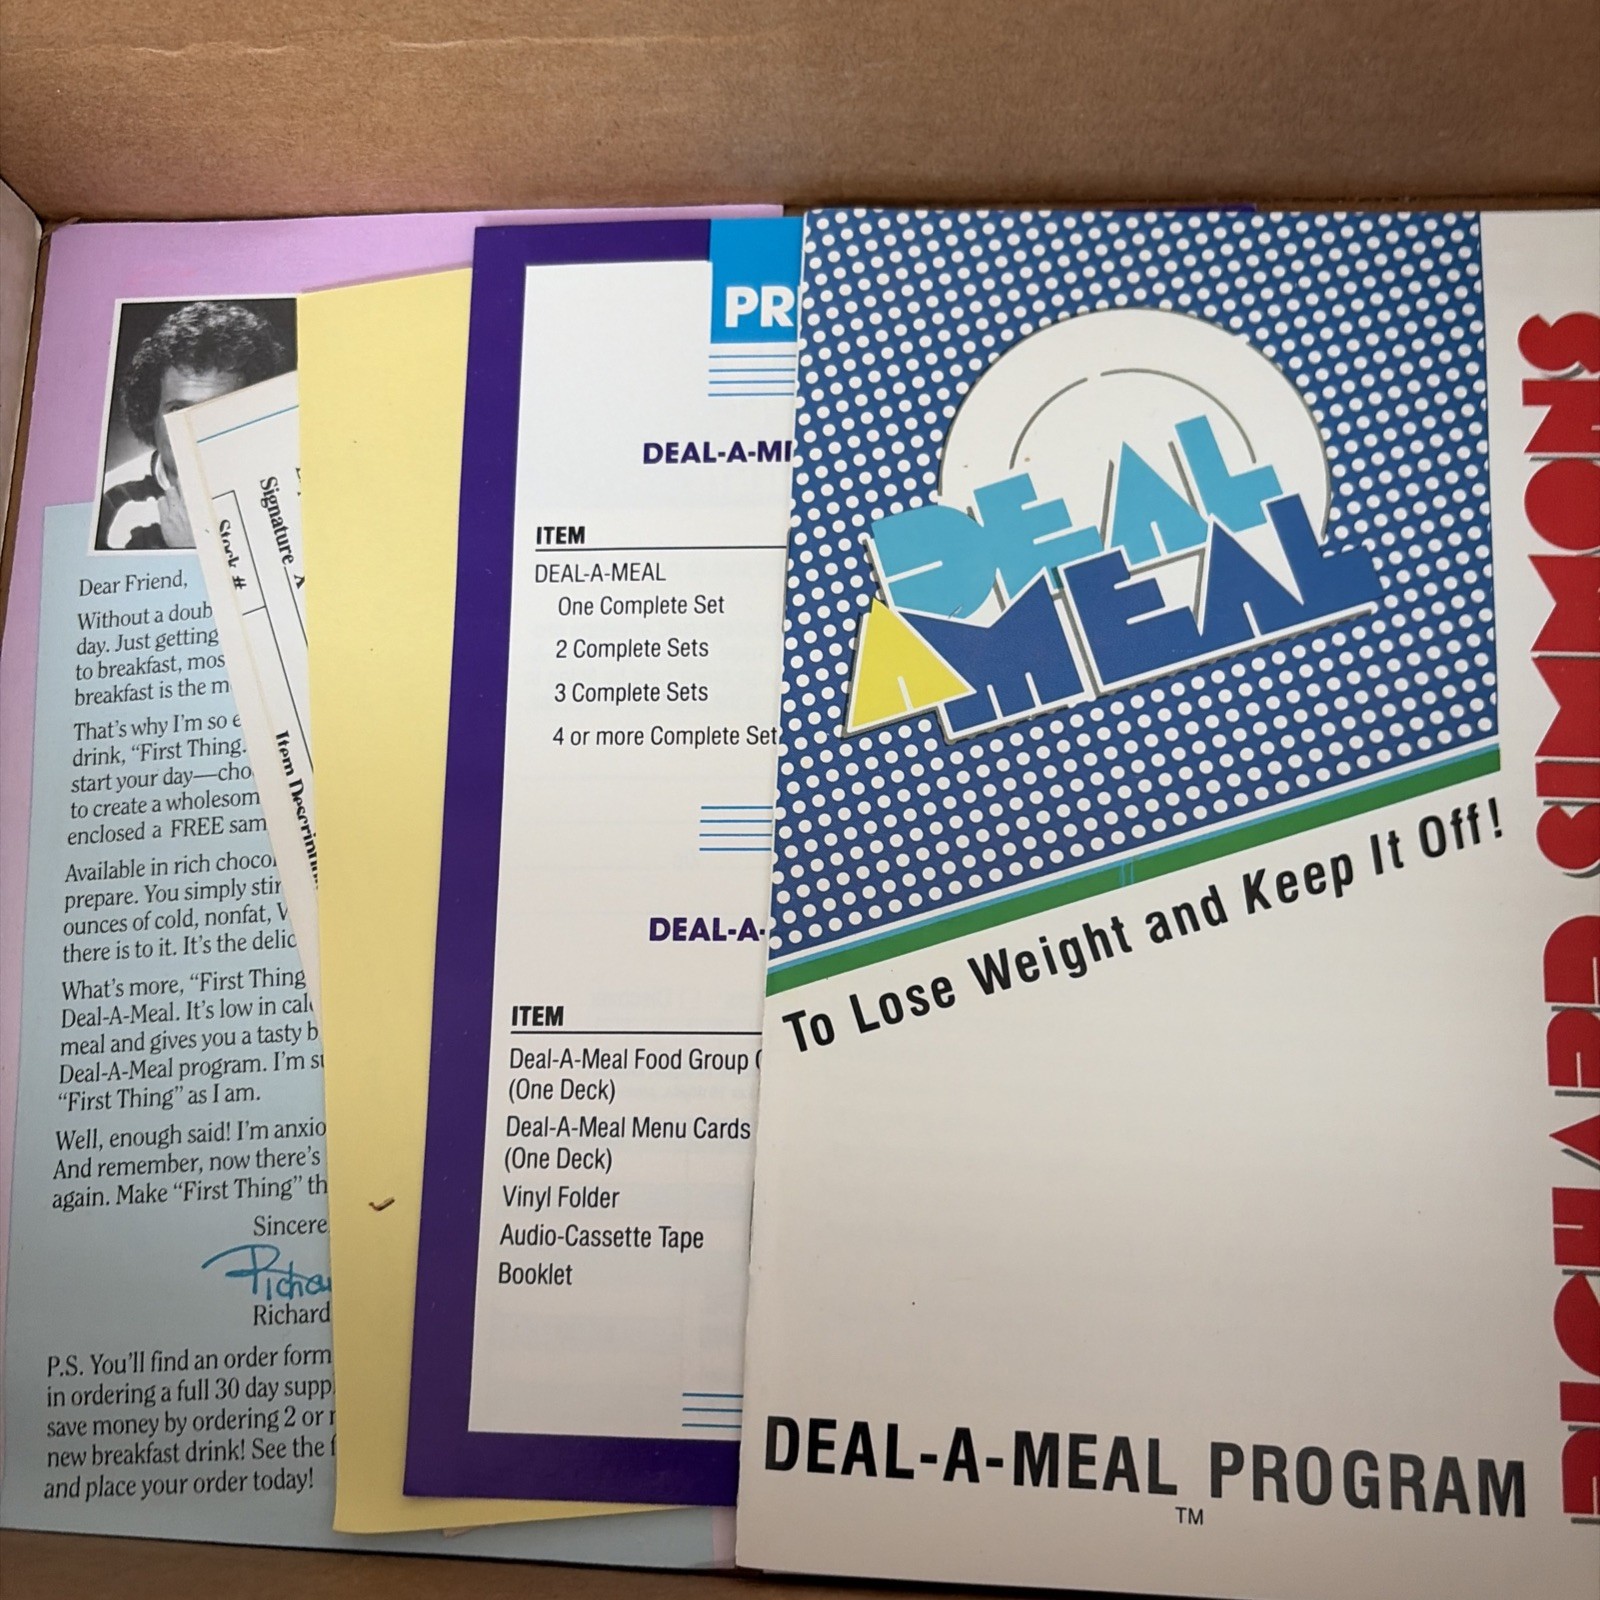 Dear Friend,
Without a doub
day. Just getting
to breakfast, mos
breakfast is the m
That's why I'm so e
drink, "First Thing.
start your day—cho
to create a wholesom
enclosed a FREE sam
Available in rich choco
prepare. You simply stir
ounces of cold, nonfat,
there is to it. It's the delic
What's more, "First Thing
Deal-A-Meal. It's low in calo
meal and gives you a tasty b
Deal-A-Meal program. I'm su
"First Thing" as I am.
Well, enough said! I'm anxio
And remember, now there's
again. Make "First Thing" th
Sincere
Richa
Richard
P.S. You'll find an order form
in ordering a full 30 day supp
save money by ordering 2 or
new breakfast drink! See the f
and place your order today!
Signature
Stock #
Item Descrip
PRI
DEAL-A-ME
ITEM
DEAL-A-MEAL
One Complete Set
2 Complete Sets
3 Complete Sets
4 or more Complete Set
DEAL-A-
ITEM
Deal-A-Meal Food Group
(One Deck)
Deal-A-Meal Menu Cards
(One Deck)
Vinyl Folder
Audio-Cassette Tape
Booklet
DEAL
A MEAL
To Lose Weight and Keep It Off!
DEAL-A-MEAL PROGRAM
TM
RICHARD SIMMONS